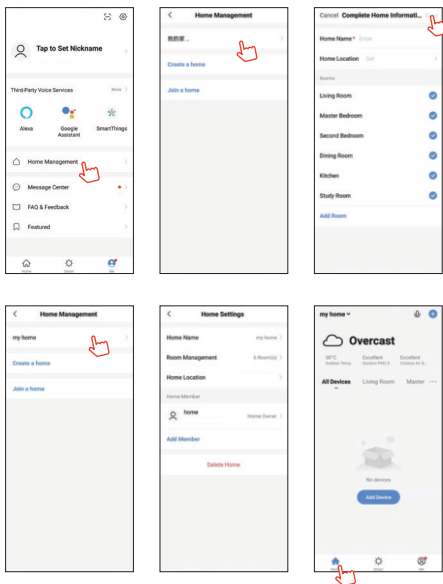 Tap to Set Nickname
Third-Party Voice Services
More
Alexa
Google Assistant
SmartThings
Home Management
Message Center
FAQ & Feedback
Featured
Home
Smart
Me
Home Management
我的家..
Create a home
Join a home
Cancel Complete Home Informati...
Home Name* Enter
Home Location Set
Rooms
Living Room
Master Bedroom
Second Bedroom
Dining Room
Kitchen
Study Room
Add Room
Home Management
my home
Create a home
Join a home
Home Settings
Home Name my home
Room Management 6 Room(s)
Home Location
Home Member
home
Home Owner
Add Member
Delete Home
my home
Overcast
30°C Excellent Excellent
All Devices Living Room Master
No devices
Add Device
Smart
Me